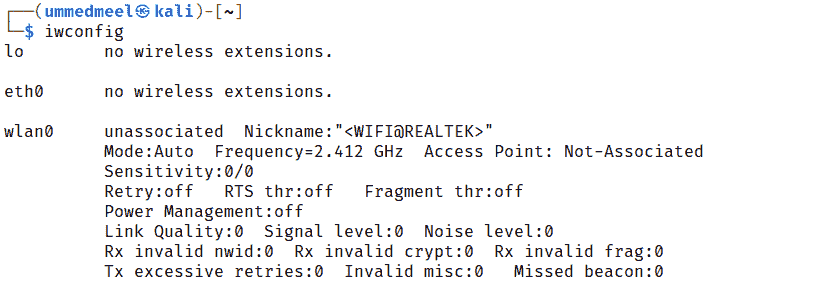 ┌──(ummedmeel㉿kali)-[~]
└─$ iwconfig
lo        no wireless extensions.

eth0      no wireless extensions.

wlan0     unassociated  Nickname:"<WIFI@REALTEK>"
          Mode:Auto  Frequency=2.412 GHz  Access Point: Not-Associated
          Sensitivity:0/0
          Retry:off   RTS thr:off   Fragment thr:off
          Power Management:off
          Link Quality:0  Signal level:0  Noise level:0
          Rx invalid nwid:0  Rx invalid crypt:0  Rx invalid frag:0
          Tx excessive retries:0  Invalid misc:0   Missed beacon:0